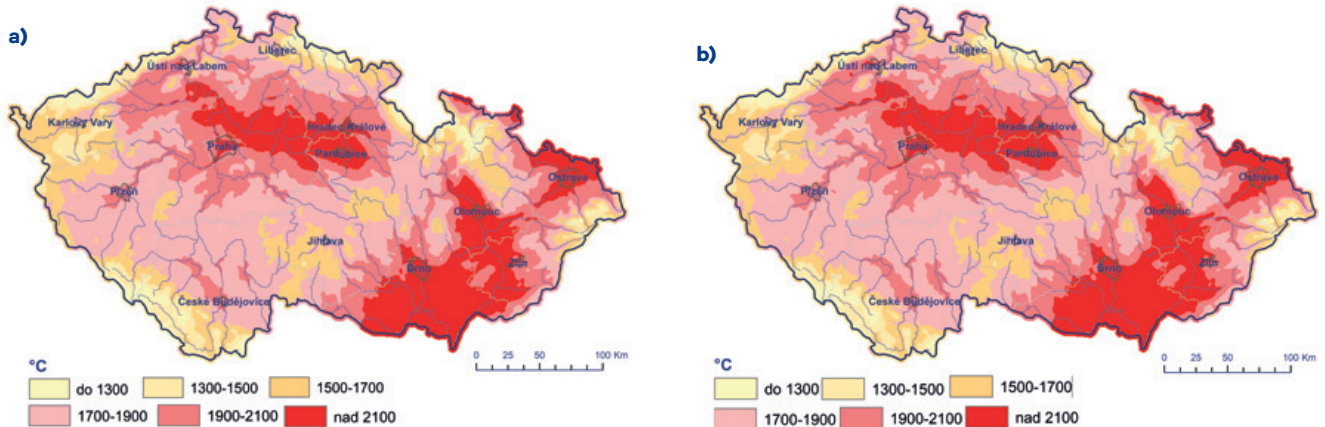 a)
Liberec
Ústí nad Labem
Karlovy Vary
Hradec Králové
Praha
Pardubice
Ostrava
Plzeň
Olomouc
Jihlava
Brno
Zlín
České Budějovice
°C
0 25 50 100 Km
do 1300 1300-1500 1500-1700
1700-1900 1900-2100 nad 2100
b)
Liberec
Ústí nad Labem
Karlovy Vary
Hradec Králové
Praha
Pardubice
Ostrava
Plzeň
Olomouc
Jihlava
Brno
Zlín
České Budějovice
°C
0 25 50 100 Km
do 1300 1300-1500 1500-1700
1700-1900 1900-2100 nad 2100